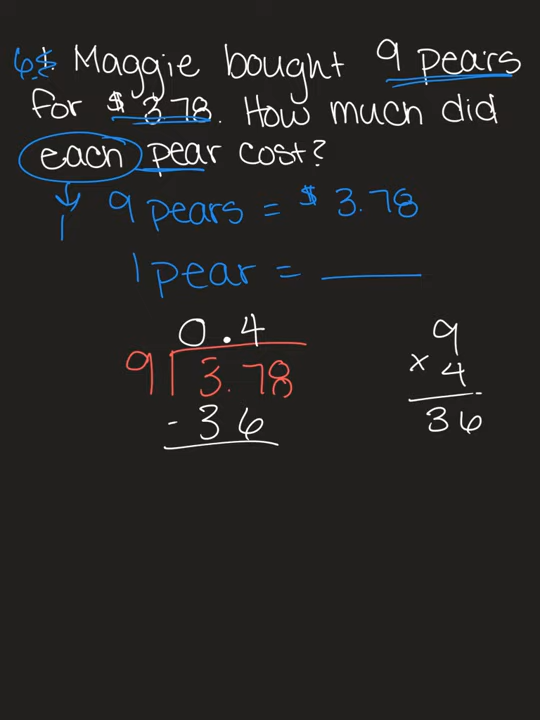 6. Maggie bought 9 pears
for $3.78. How much did
each pear cost?
1 9 pears = $3.78
1 pear = ____
0.4 9
9 3.78 × 4
- 36 36